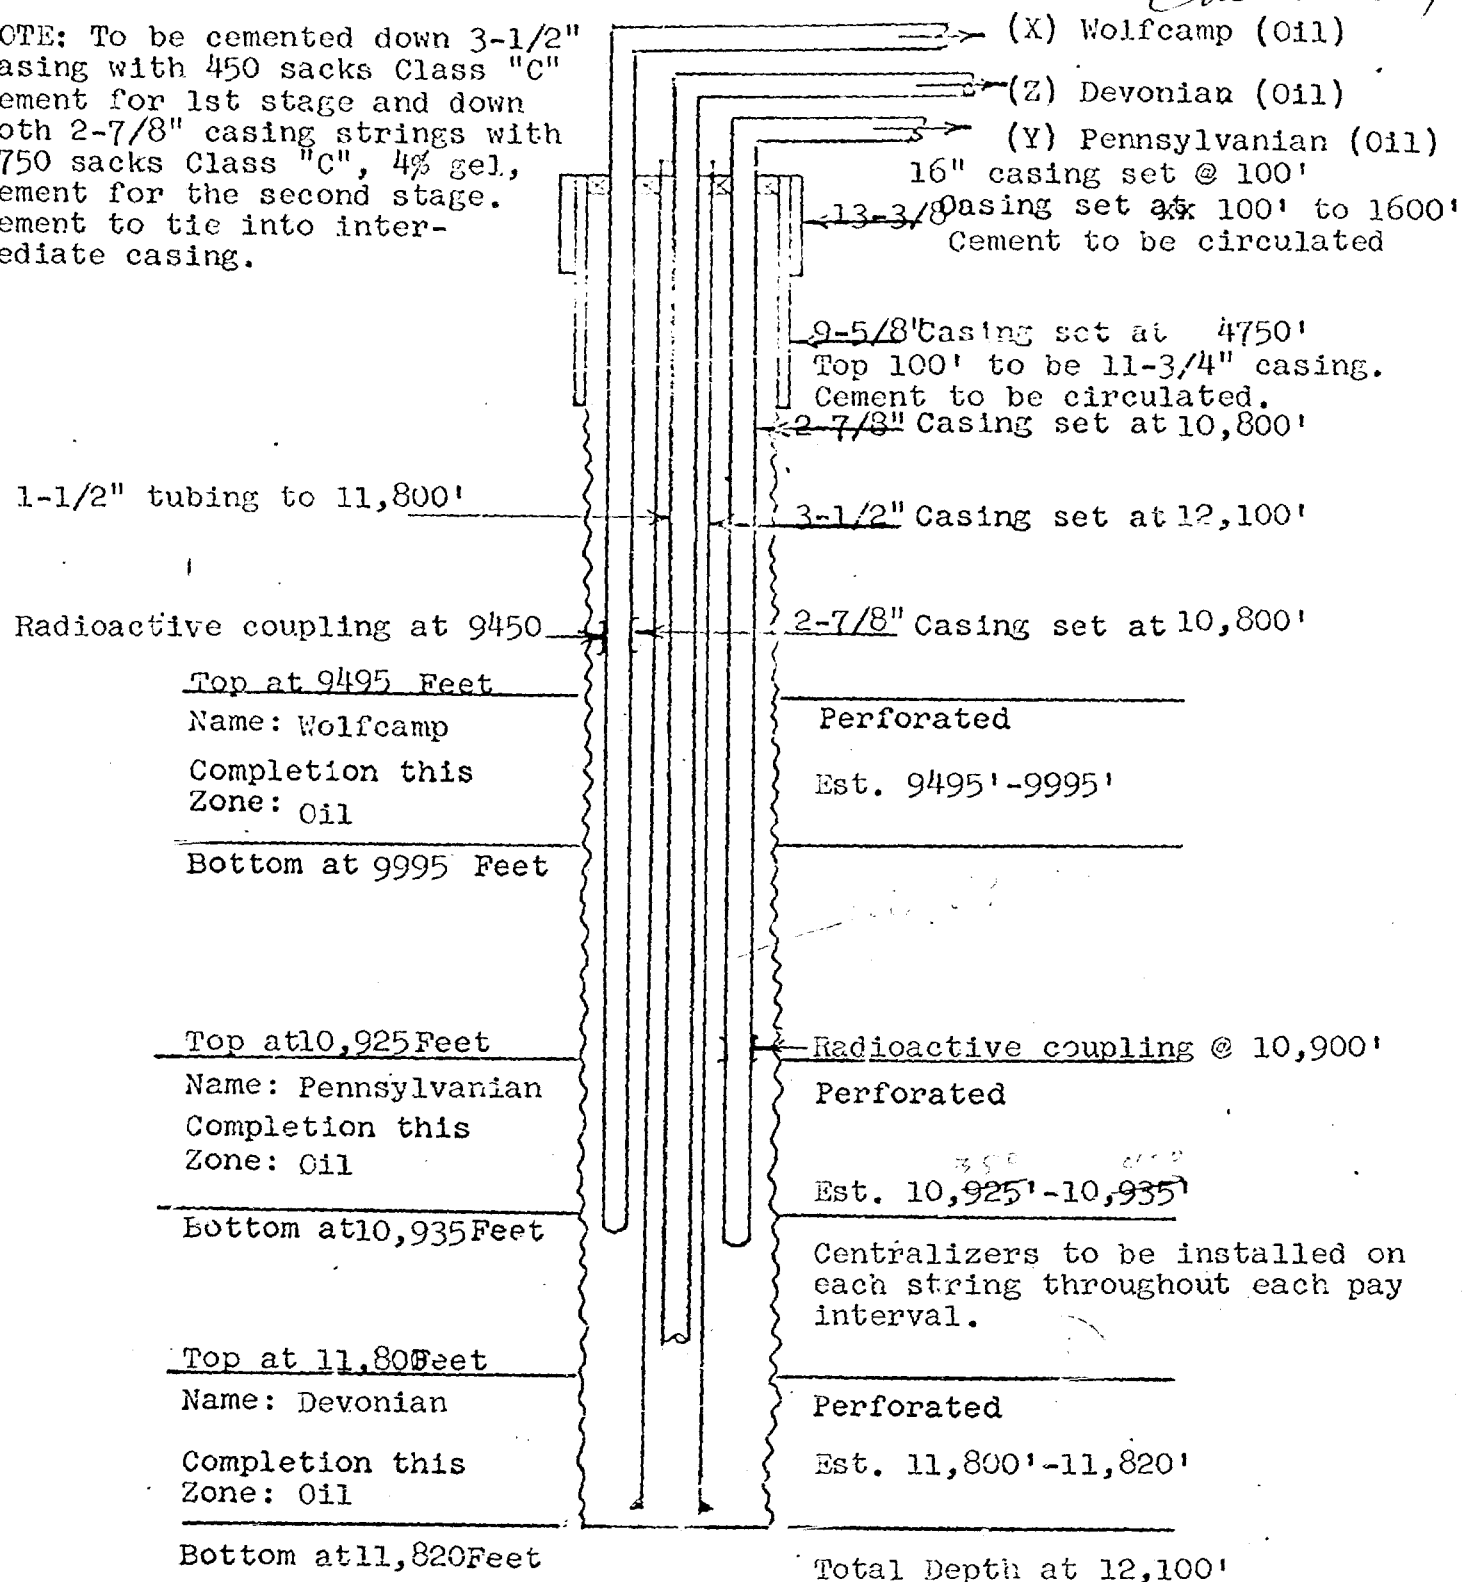 OTE: To be cemented down 3-1/2"
asing with 450 sacks Class "C"
ement for 1st stage and down
oth 2-7/8" casing strings with
750 sacks Class "C", 4% gel,
ement for the second stage.
ement to tie into inter-
ediate casing.
(X) Wolfcamp (Oil)
(Z) Devonian (Oil)
(Y) Pennsylvanian (Oil)
16" casing set @ 100'
13-3/8" Casing set at 100' to 1600'
Cement to be circulated
9-5/8" Casing set at 4750'
Top 100' to be 11-3/4" casing.
Cement to be circulated.
2-7/8" Casing set at 10,800'
1-1/2" tubing to 11,800'
3-1/2" Casing set at 12,100'
Radioactive coupling at 9450
2-7/8" Casing set at 10,800'
Top at 9495 Feet
Name: Wolfcamp
Completion this
Zone: Oil
Bottom at 9995 Feet
Perforated
Est. 9495'-9995'
Top at 10,925 Feet
Name: Pennsylvanian
Completion this
Zone: Oil
Bottom at 10,935 Feet
Radioactive coupling @ 10,900'
Perforated
Est. 10,925'-10,935'
Centralizers to be installed on
each string throughout each pay
interval.
Top at 11,800 Feet
Name: Devonian
Completion this
Zone: Oil
Bottom at 11,820 Feet
Perforated
Est. 11,800'-11,820'
Total Depth at 12,100'